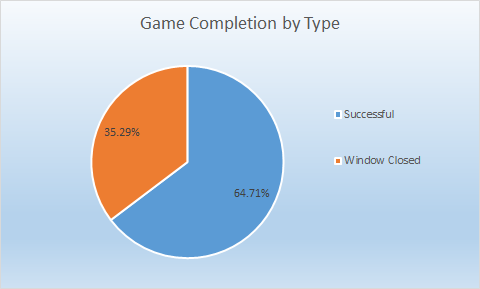 Game Completion by Type
35.29%
64.71%
Successful
Window Closed